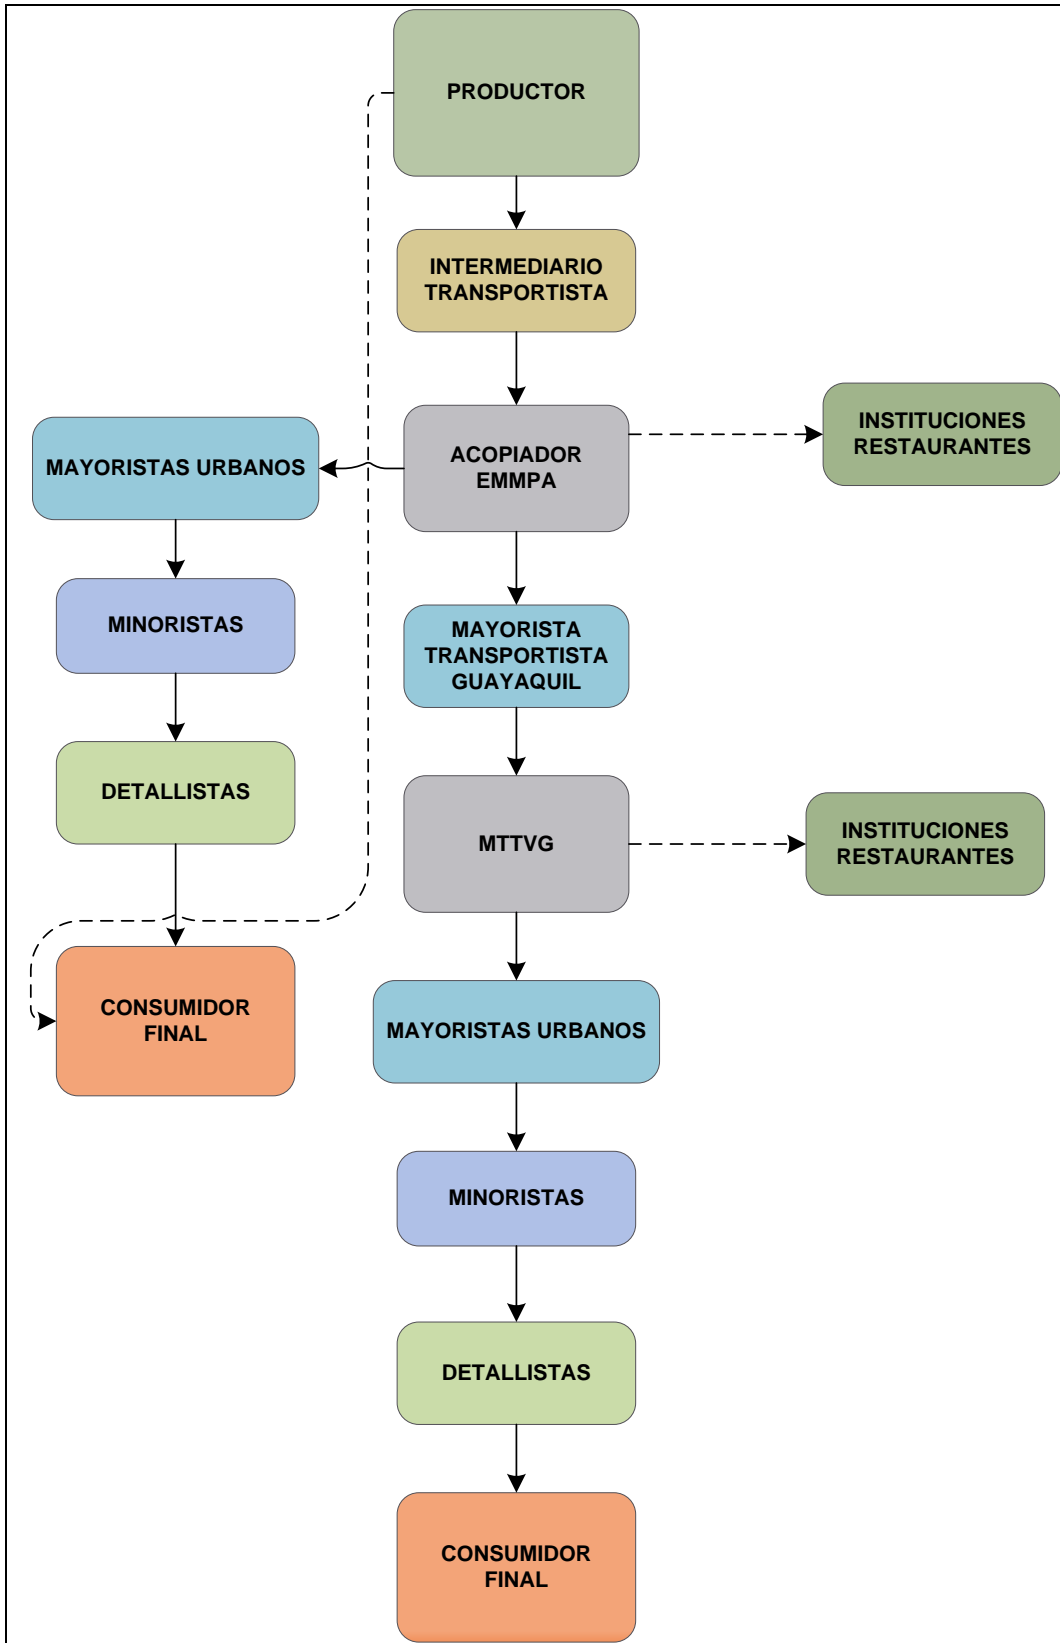 PRODUCTOR
INTERMEDIARIO
TRANSPORTISTA
ACOPIADOR
EMMPA
INSTITUCIONES
RESTAURANTES
MAYORISTAS URBANOS
MINORISTAS
DETALLISTAS
CONSUMIDOR
FINAL
MAYORISTA
TRANSPORTISTA
GUAYAQUIL
MTTVG
INSTITUCIONES
RESTAURANTES
MAYORISTAS URBANOS
MINORISTAS
DETALLISTAS
CONSUMIDOR
FINAL